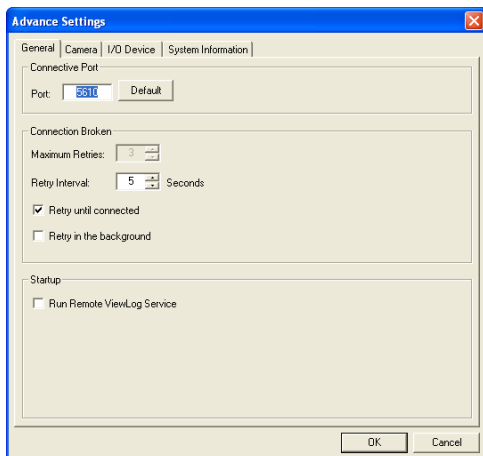 Advance Settings
General Camera I/O Device System Information
Connective Port
Port: 5610 Default
Connection Broken
Maximum Retries: 3
Retry Interval: 5 Seconds
Retry until connected
Retry in the background
Startup
Run Remote ViewLog Service
OK Cancel